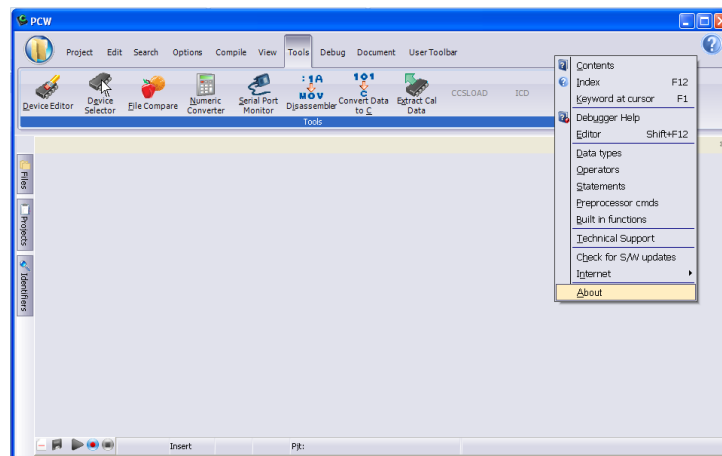 PCW
Project Edit Search Options Compile View Tools Debug Document User Toolbar
Device Editor
Device Selector
File Compare
Numeric Converter
Serial Port Monitor
:1A
MOV
Disassembler
101
C
Convert Data to C
Extract Cal Data
CCSLOAD
ICD
Tools
Contents
Index F12
Keyword at cursor F1
Debugger Help
Editor Shift+F12
Data types
Operators
Statements
Preprocessor cmds
Built in functions
Technical Support
Check for S/W updates
Internet
About
Files
Projects
Identifiers
Insert Pjt: